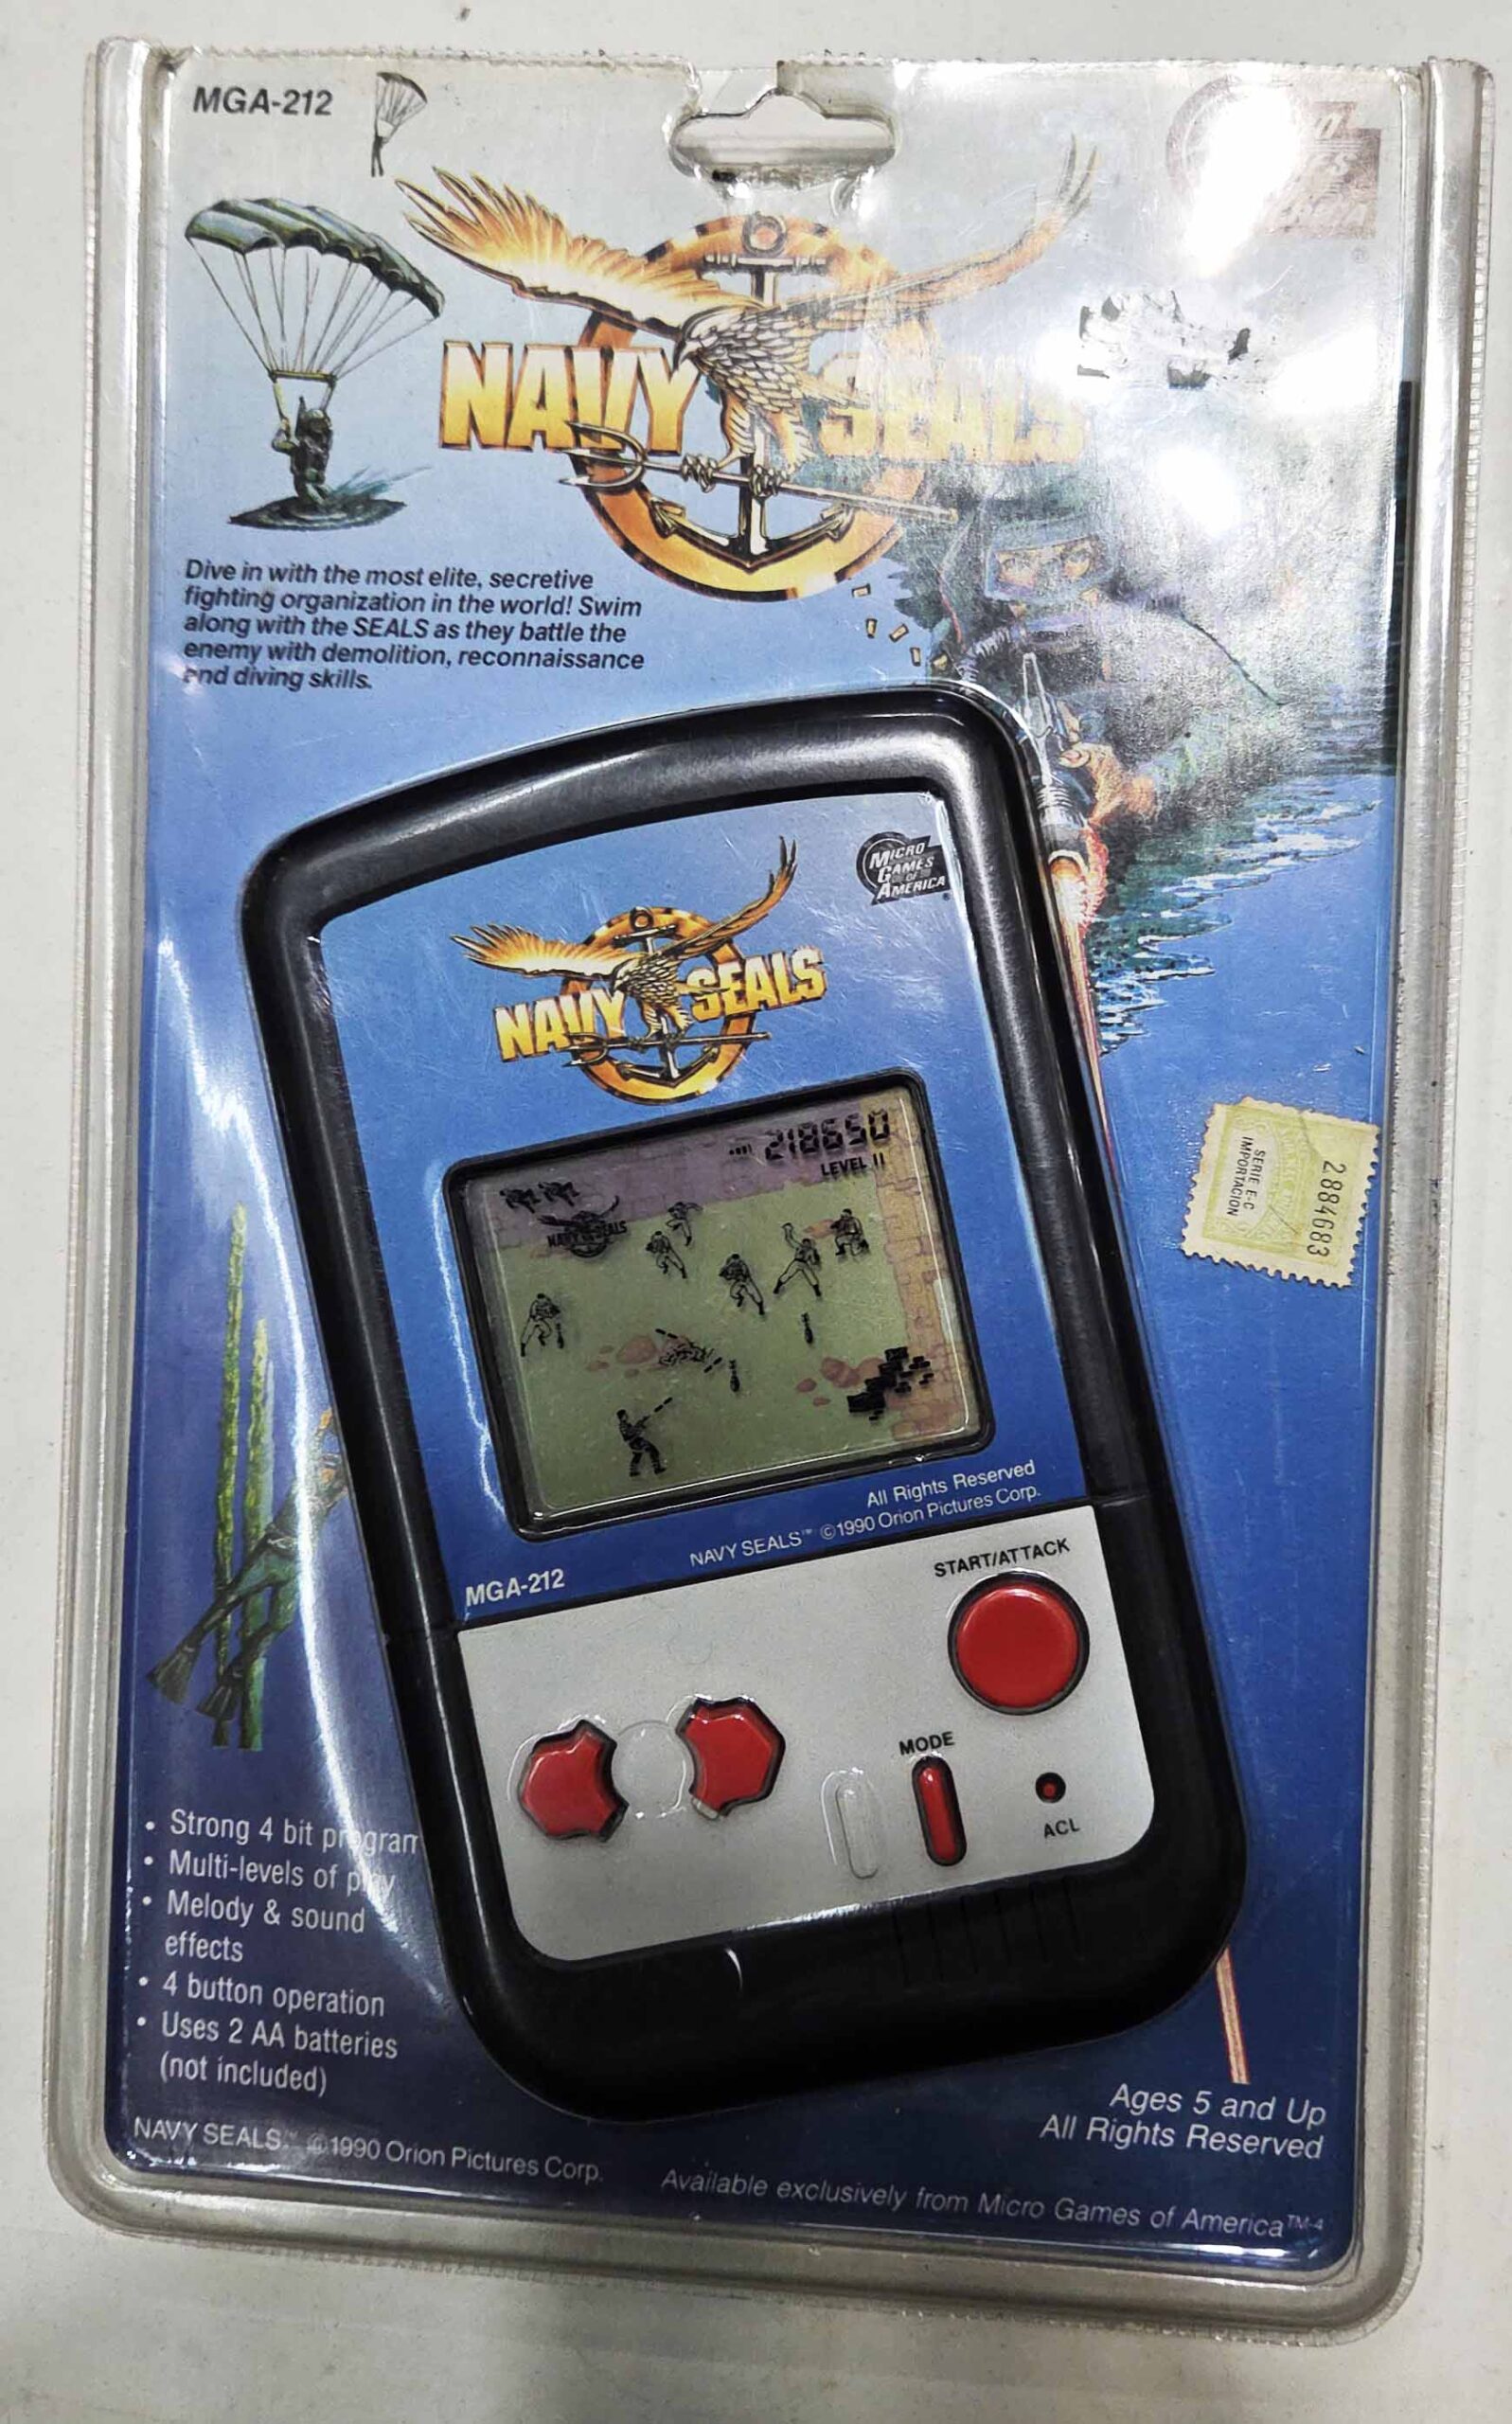 MGA-212
NAVY SEALS
Dive in with the most elite, secretive
fighting organization in the world! Swim
along with the SEALS as they battle the
enemy with demolition, reconnaissance
and diving skills.
MICRO
GAMES
OF
AMERICA
NAVY SEALS
218650
LEVEL II
NAVY SEALS
SERIE E-C
IMPORTACION
2884683
All Rights Reserved
NAVY SEALS™ ©1990 Orion Pictures Corp.
MGA-212
START/ATTACK
MODE
ACL
• Strong 4 bit program
• Multi-levels of play
• Melody & sound
effects
• 4 button operation
• Uses 2 AA batteries
(not included)
Ages 5 and Up
All Rights Reserved
NAVY SEALS™ ©1990 Orion Pictures Corp.
Available exclusively from Micro Games of America™